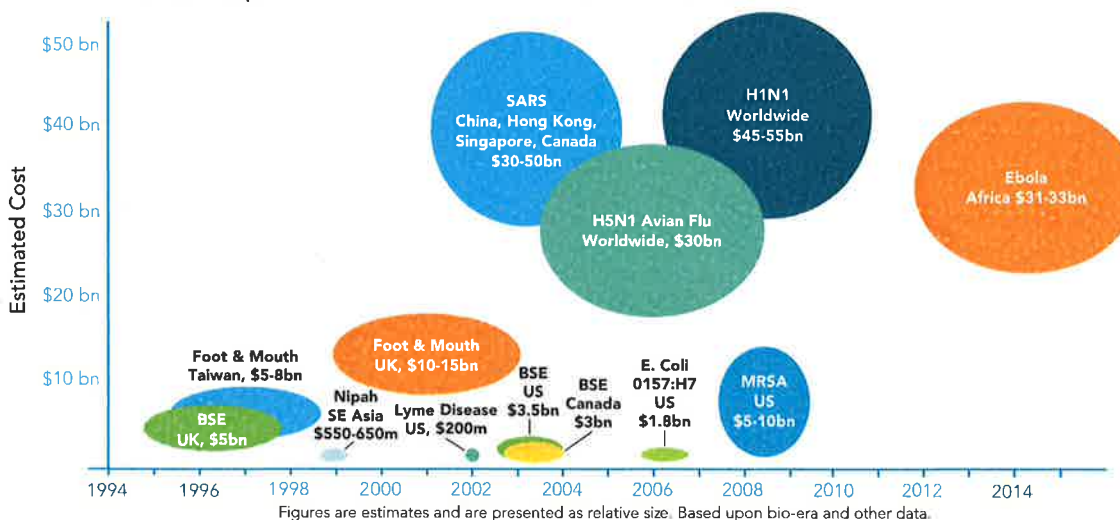 $50 bn
$40 bn
$30 bn
$20 bn
$10 bn
Estimated Cost
SARS
China, Hong Kong,
Singapore, Canada
$30-50bn
H1N1
Worldwide
$45-55bn
Ebola
Africa $31-33bn
H5N1 Avian Flu
Worldwide, $30bn
Foot & Mouth
Taiwan, $5-8bn
BSE
UK, $5bn
Foot & Mouth
UK, $10-15bn
Nipah
SE Asia
$550-650m
Lyme Disease
US, $200m
BSE
US
$3.5bn
BSE
Canada
$3bn
E. Coli
0157:H7
US
$1.8bn
MRSA
US
$5-10bn
1994
1996
1998
2000
2002
2004
2006
2008
2010
2012
2014
Figures are estimates and are presented as relative size. Based upon bio-era and other data.